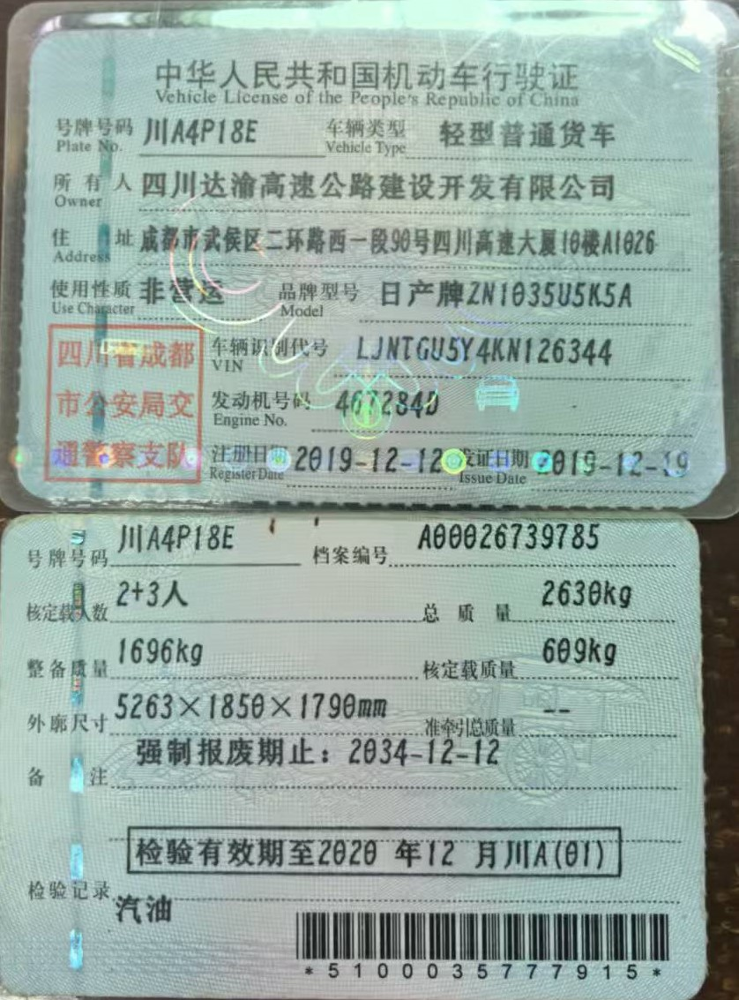 中华人民共和国机动车行驶证
Vehicle License of the People's Republic of China
号牌号码 川A4P18E 车辆类型 轻型普通货车
Plate No. Vehicle Type
所有人 四川达渝高速公路建设开发有限公司
Owner
住址 成都市武侯区二环路西一段90号四川高速大厦10楼A1026
Address
使用性质 非营运 品牌型号 日产牌ZN1035U5K5A
Use Character Model
四川省成都
市公安局交
通警察支队
车辆识别代号 LJNTGU5Y4KN126344
VIN
发动机号码 467284D
Engine No.
注册日期 2019-12-12 发证日期 2019-12-19
Register Date Issue Date
号牌号码 川A4P18E 档案编号 A00026739785
核定载人数 2+3人 总质量 2630kg
整备质量 1696kg 核定载质量 609kg
外廓尺寸 5263×1850×1790mm 准牵引总质量 --
备注 强制报废期止：2034-12-12
检验有效期至2020 年12 月川A(01)
检验记录
汽油
*5100035777915*